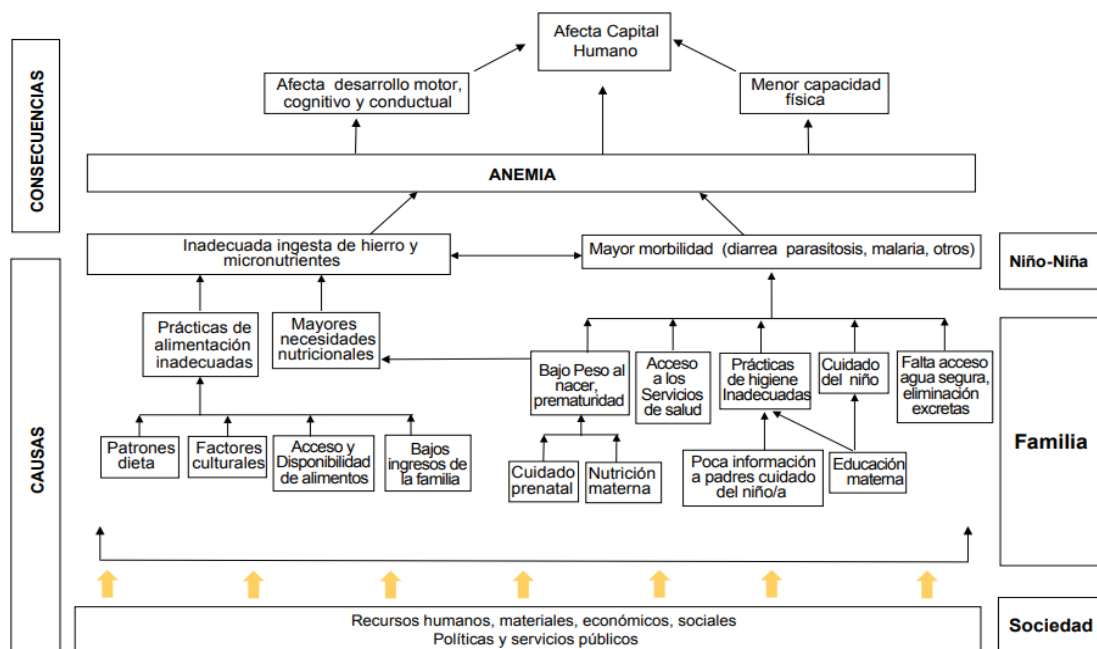 Afecta Capital
Humano
CONSECUENCIAS
Afecta desarrollo motor,
cognitivo y conductual
Menor capacidad
física
ANEMIA
Inadecuada ingesta de hierro y
micronutrientes
Mayor morbilidad (diarrea parasitosis, malaria, otros)
Niño-Niña
CAUSAS
Prácticas de
alimentación
inadecuadas
Mayores
necesidades
nutricionales
Bajo Peso al
nacer,
prematuridad
Acceso
a los
Servicios
de salud
Prácticas
de higiene
Inadecuadas
Cuidado
del niño
Falta acceso
agua segura,
eliminación
excretas
Familia
Patrones
dieta
Factores
culturales
Acceso y
Disponibilidad
de alimentos
Bajos
ingresos de
la familia
Cuidado
prenatal
Nutrición
materna
Poca información
a padres cuidado
del niño/a
Educación
materna
Recursos humanos, materiales, económicos, sociales
Políticas y servicios públicos
Sociedad